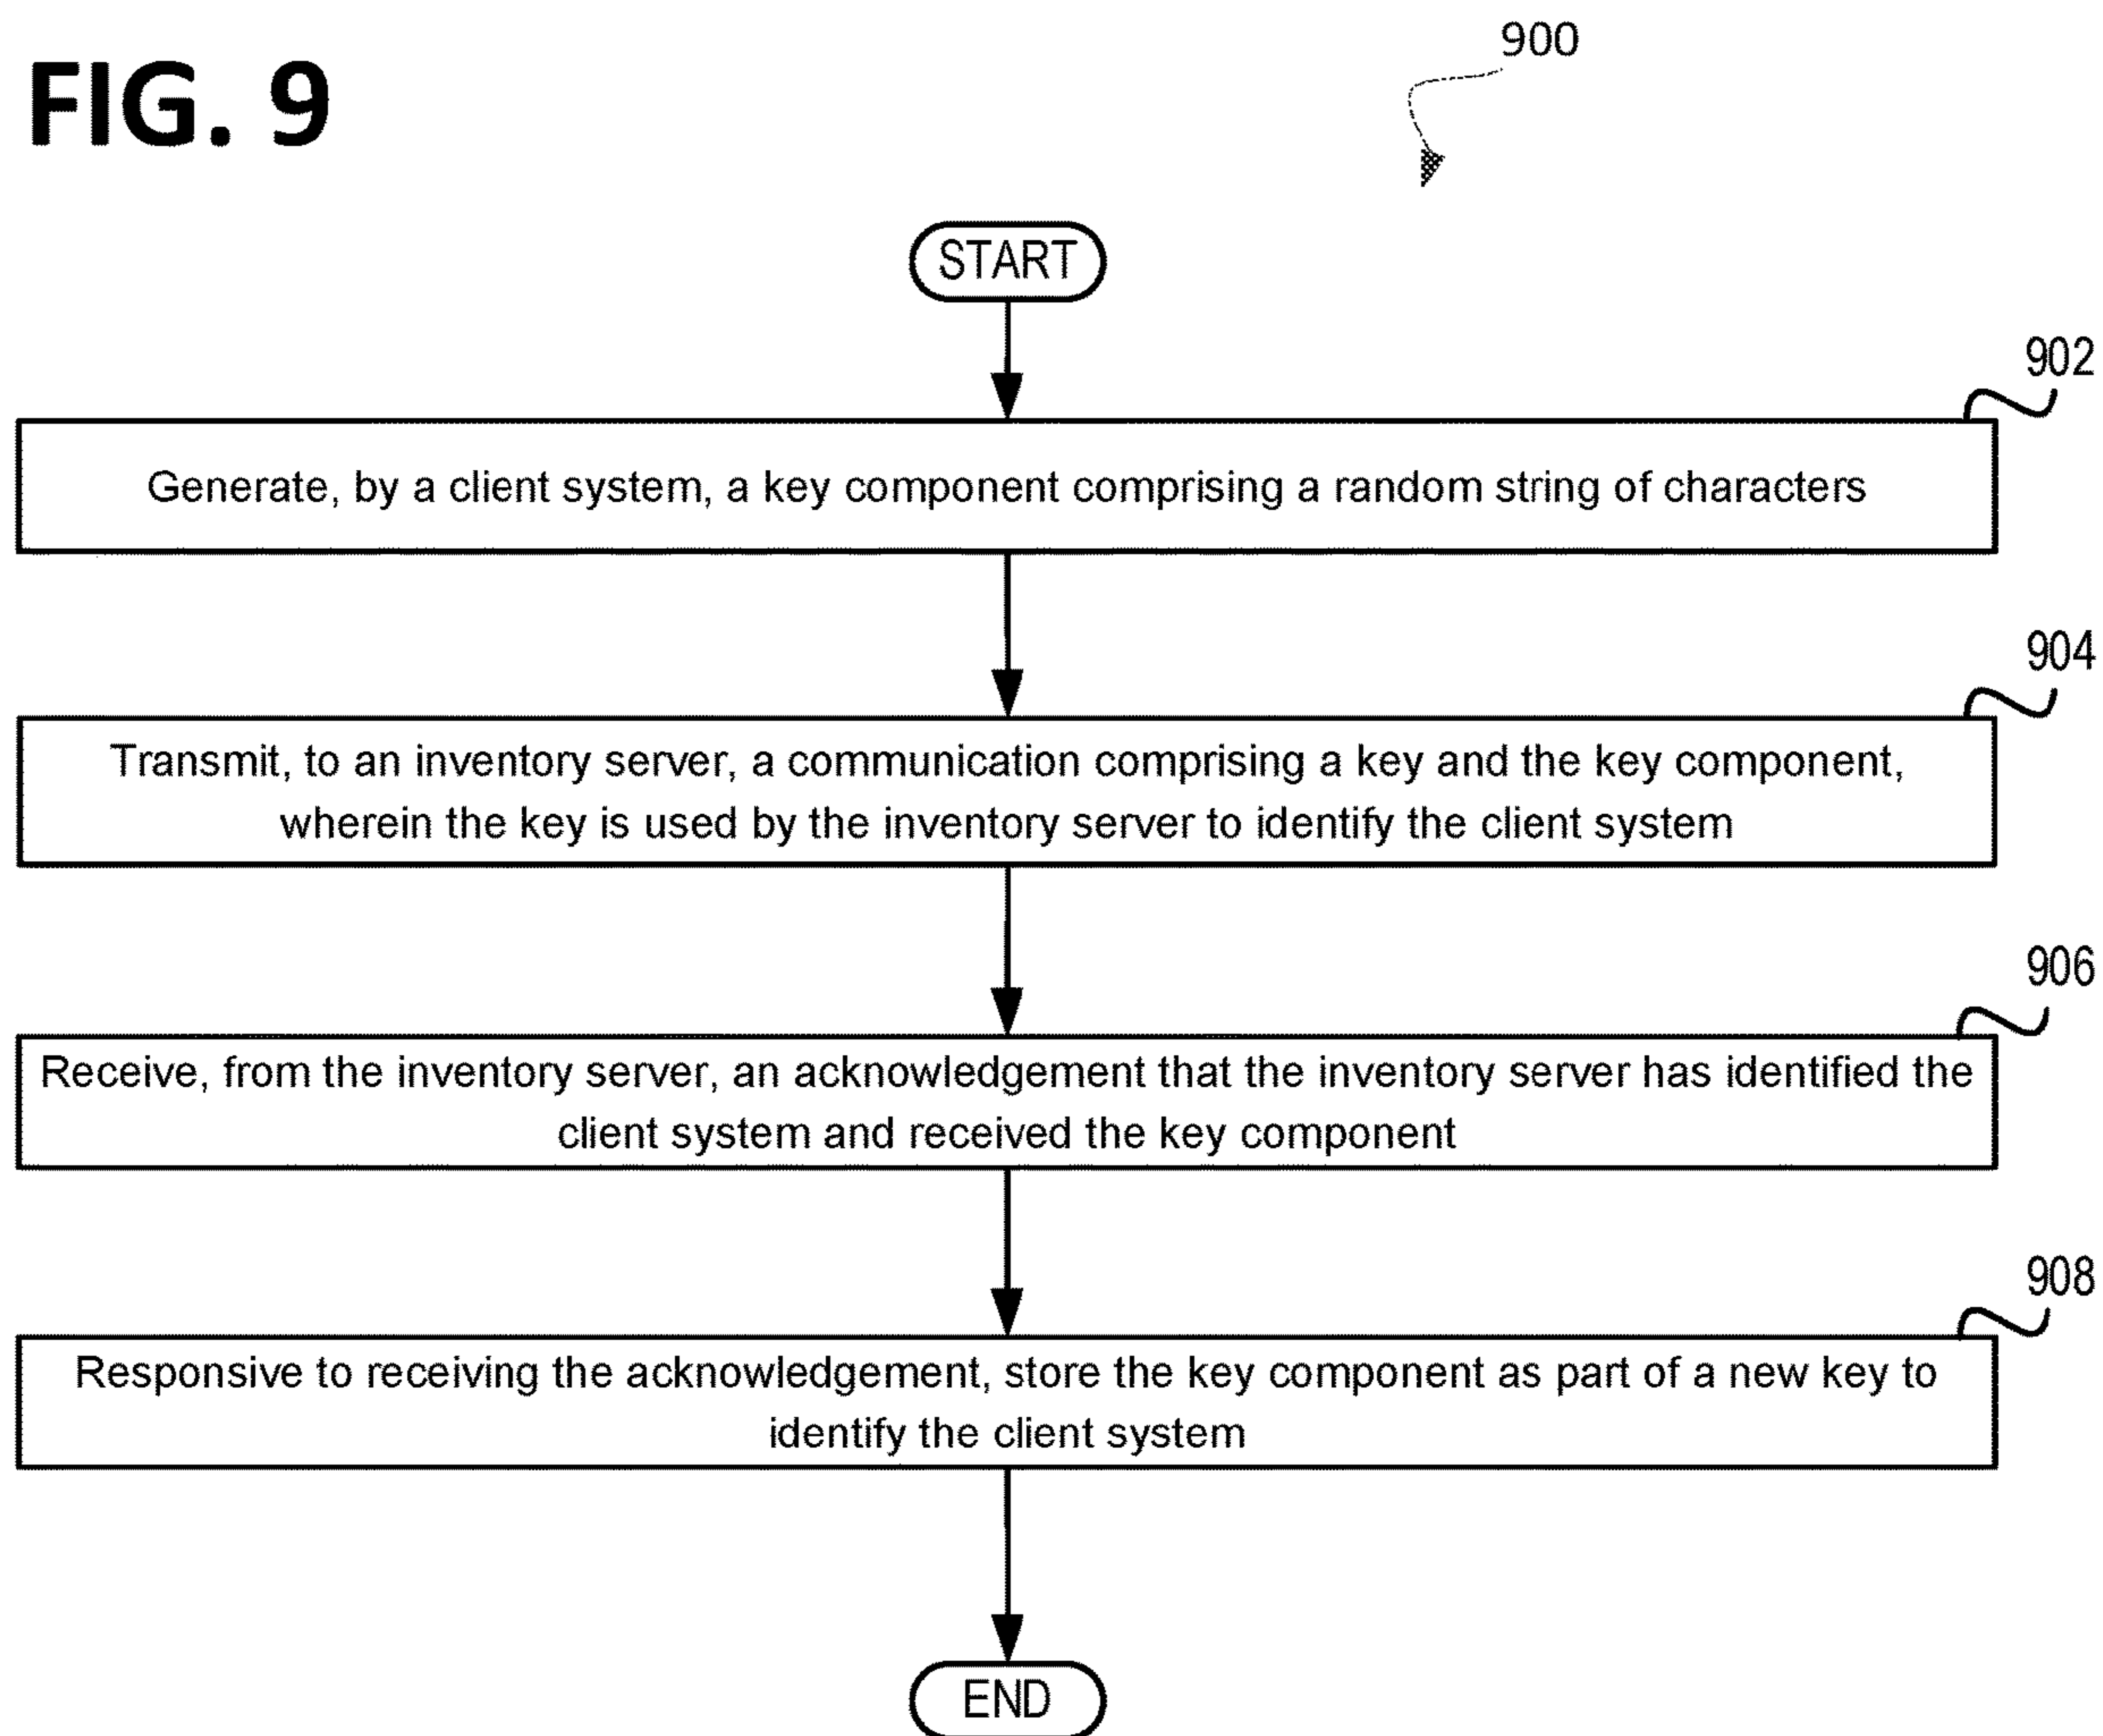 FIG. 9
900
START
902
Generate, by a client system, a key component comprising a random string of characters
904
Transmit, to an inventory server, a communication comprising a key and the key component,
wherein the key is used by the inventory server to identify the client system
906
Receive, from the inventory server, an acknowledgement that the inventory server has identified the
client system and received the key component
908
Responsive to receiving the acknowledgement, store the key component as part of a new key to
identify the client system
END